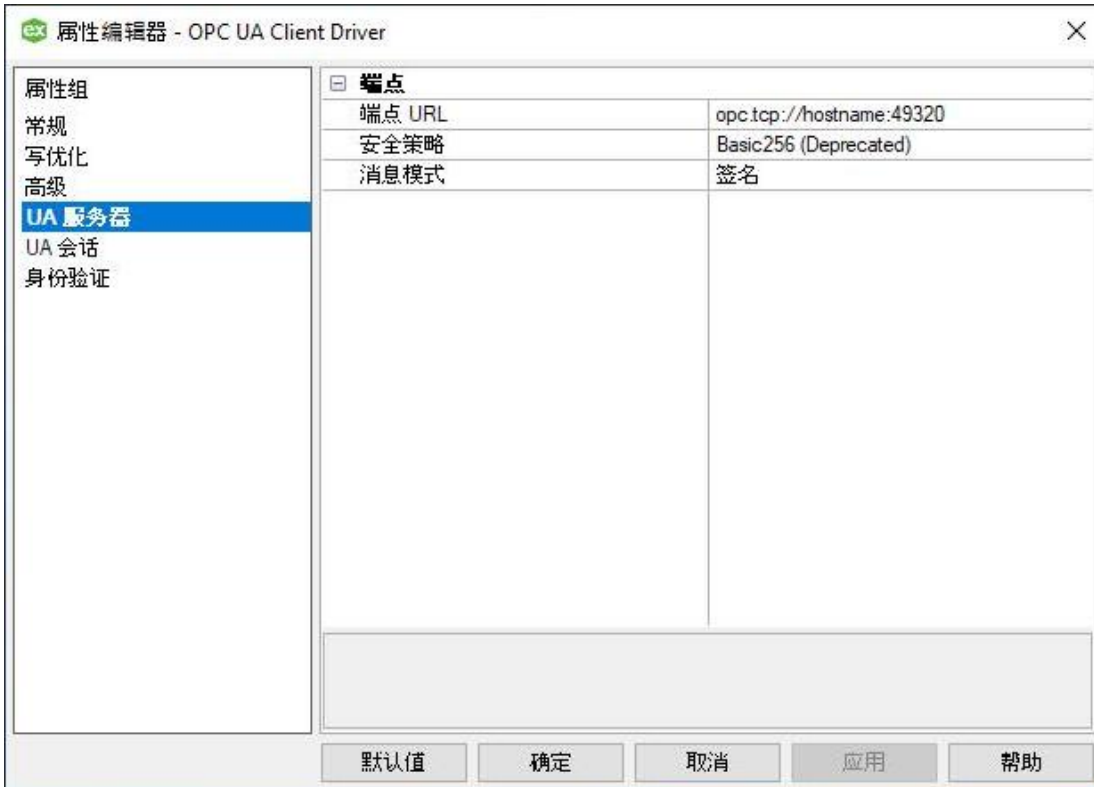 属性编辑器 - OPC UA Client Driver
属性组
常规
写优化
高级
UA 服务器
UA 会话
身份验证
端点
端点 URL opc.tcp://hostname:49320
安全策略 Basic256 (Deprecated)
消息模式 签名
默认值 确定 取消 应用 帮助